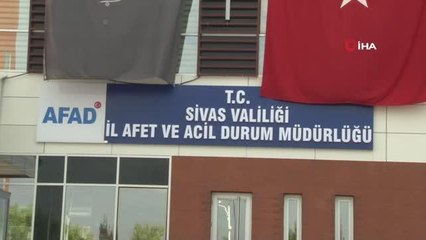 İHA
T.C.
SİVAS VALİLİĞİ
AFAD
İL AFET VE ACİL DURUM MÜDÜRLÜĞÜ